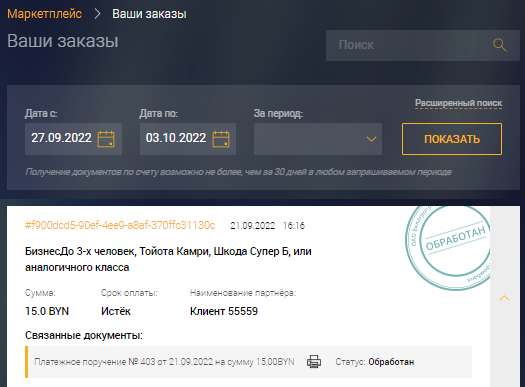 Маркетплейс > Ваши заказы
Ваши заказы
Поиск
Расширенный поиск
Дата с: Дата по: За период:
27.09.2022 03.10.2022 ПОКАЗАТЬ
Получение документов по счету возможно не более, чем за 30 дней в любом запрашиваемом периоде
#f900dcd5-90ef-4ee9-a8af-370ffc31130c 21.09.2022 16:16
ОБРАБОТАН
БизнесДо 3-х человек, Тойота Камри, Шкода Супер Б, или
аналогичного класса
Сумма: Срок оплаты: Наименование партнёра:
15.0 BYN Истёк Клиент 55559
Связанные документы:
Платежное поручение № 403 от 21.09.2022 на сумму 15,00BYN Статус: Обработан